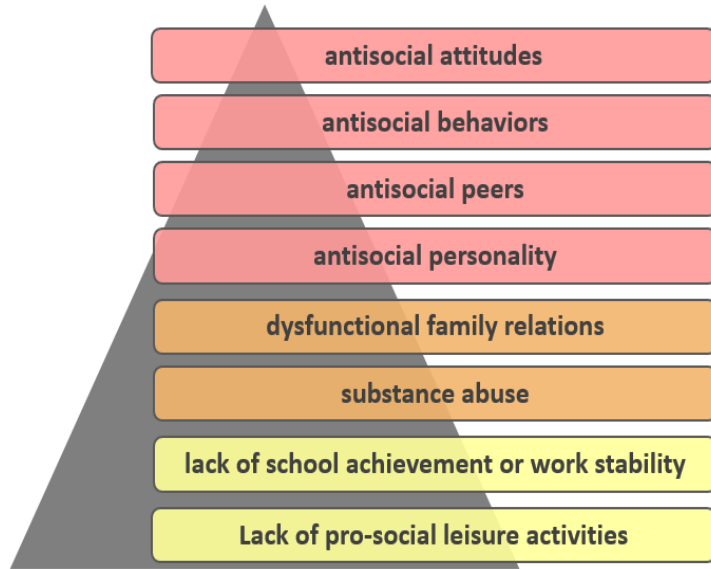 antisocial attitudes
antisocial behaviors
antisocial peers
antisocial personality
dysfunctional family relations
substance abuse
lack of school achievement or work stability
Lack of pro-social leisure activities